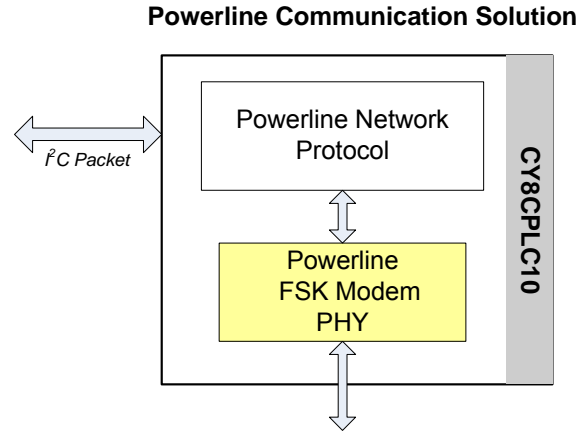 Powerline Communication Solution
Powerline Network
Protocol
I²C Packet
CY8CPLC10
Powerline
FSK Modem
PHY